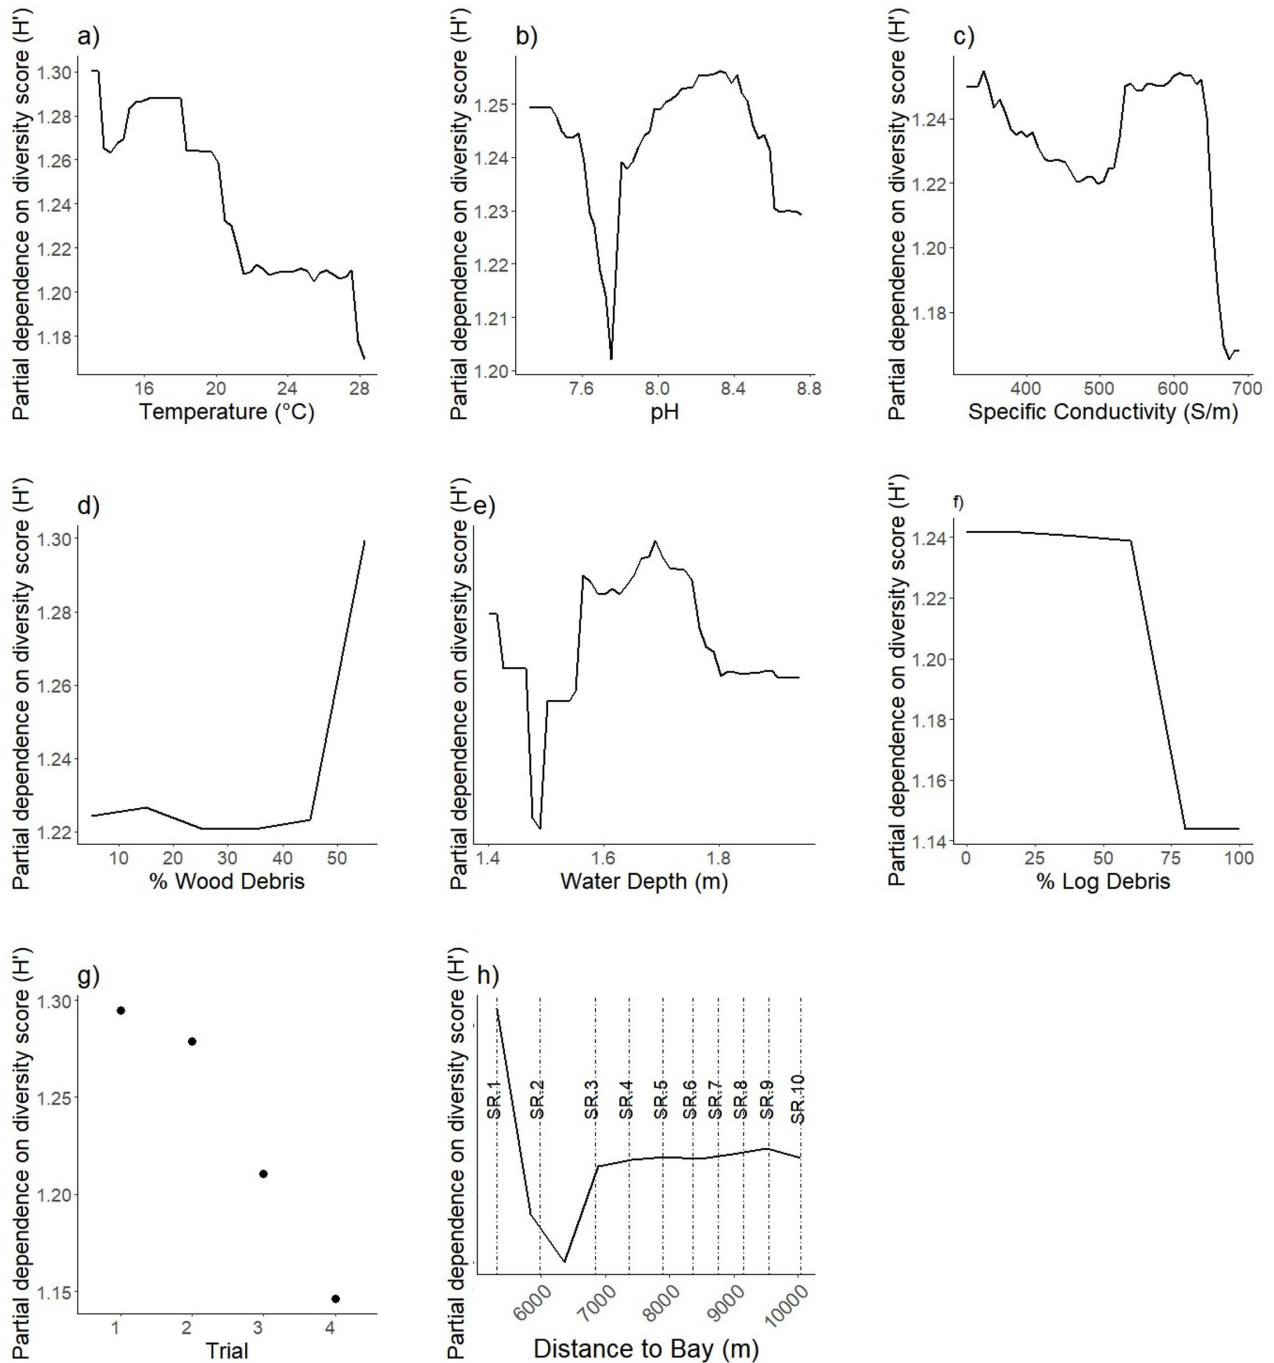 a)
Partial dependence on diversity score (H')
1.30
1.28
1.26
1.24
1.22
1.20
1.18
16 20 24 28
Temperature (°C)
b)
Partial dependence on diversity score (H')
1.25
1.24
1.23
1.22
1.21
1.20
7.6 8.0 8.4 8.8
pH
c)
Partial dependence on diversity score (H')
1.24
1.22
1.20
1.18
400 500 600 700
Specific Conductivity (S/m)
d)
Partial dependence on diversity score (H')
1.30
1.28
1.26
1.24
1.22
10 20 30 40 50
% Wood Debris
e)
Partial dependence on diversity score (H')
1.4 1.6 1.8
Water Depth (m)
f)
Partial dependence on diversity score (H')
1.24
1.22
1.20
1.18
1.16
1.14
0 25 50 75 100
% Log Debris
g)
Partial dependence on diversity score (H')
1.30
1.25
1.20
1.15
1 2 3 4
Trial
h)
Partial dependence on diversity score (H')
SR.1 SR.2 SR.3 SR.4 SR.5 SR.6 SR.7 SR.8 SR.9 SR.10
6000 7000 8000 9000 10000
Distance to Bay (m)